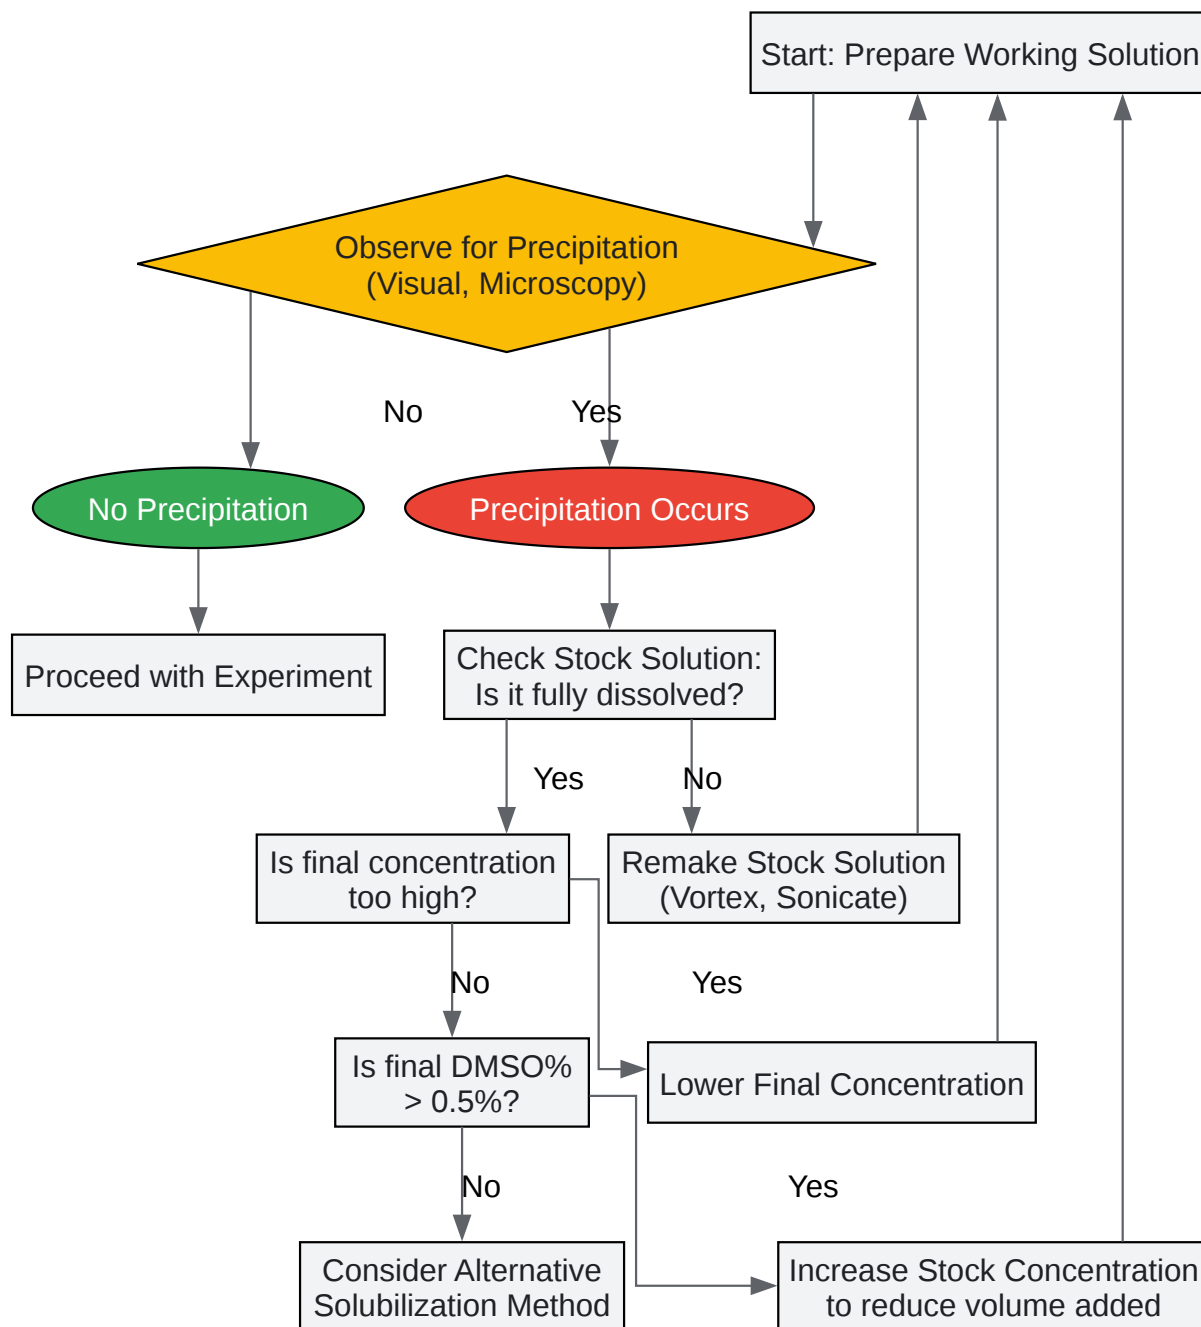 Start: Prepare Working Solution
Observe for Precipitation
(Visual, Microscopy)
No
Yes
No Precipitation
Precipitation Occurs
Proceed with Experiment
Check Stock Solution:
Is it fully dissolved?
Yes
No
Is final concentration
too high?
Remake Stock Solution
(Vortex, Sonicate)
No
Yes
Is final DMSO%
> 0.5%?
Lower Final Concentration
No
Yes
Consider Alternative
Solubilization Method
Increase Stock Concentration
to reduce volume added